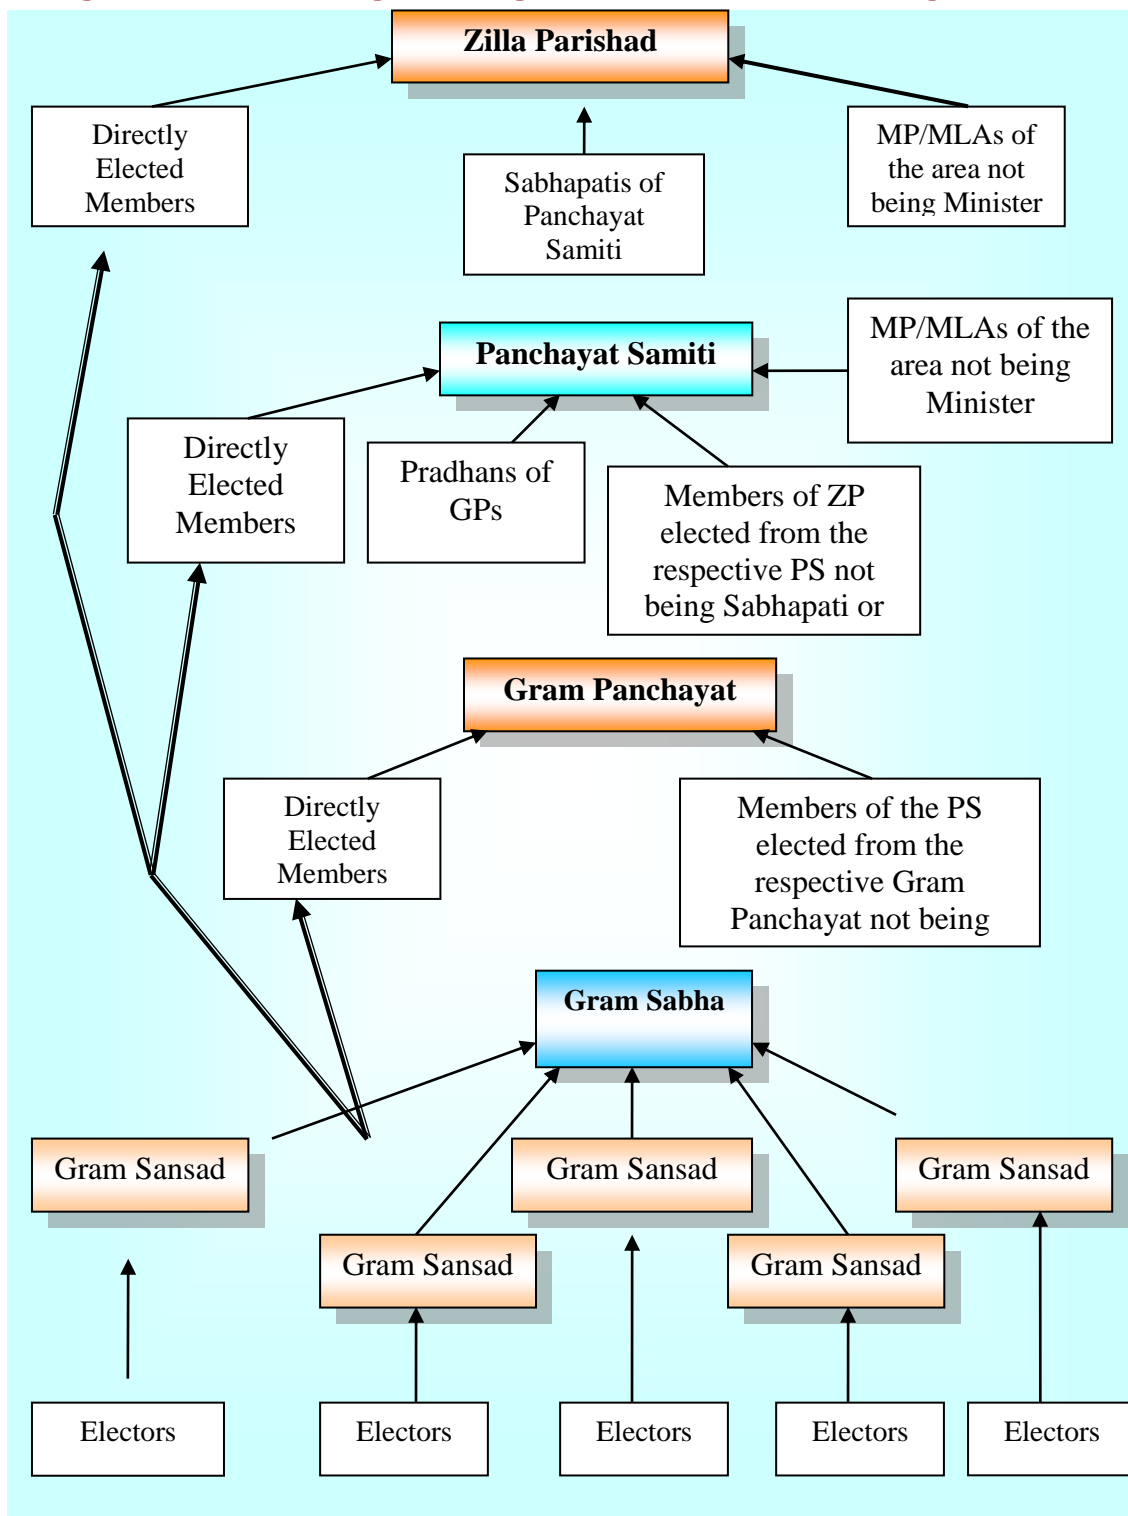 Zilla Parishad
Directly
Elected
Members
Sabhapatis of
Panchayat
Samiti
MP/MLAs of
the area not
being Minister
Panchayat Samiti
MP/MLAs of the
area not being
Minister
Directly
Elected
Members
Pradhans of
GPs
Members of ZP
elected from the
respective PS not
being Sabhapati or
Gram Panchayat
Directly
Elected
Members
Members of the PS
elected from the
respective Gram
Panchayat not being
Gram Sabha
Gram Sansad
Gram Sansad
Gram Sansad
Gram Sansad
Gram Sansad
Electors
Electors
Electors
Electors
Electors